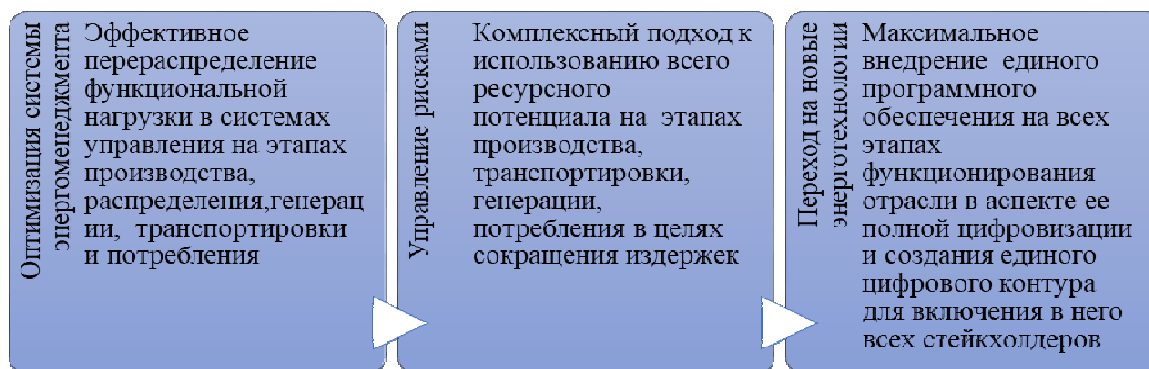 Оптимизация системы
энергоменеджмента
Эффективное
перераспределение
функциональной
нагрузки в системах
управления на этапах
производства,
распределения,генерац
ии, транспортировки
и потребления
Управление рисками
Комплексный подход к
использованию всего
ресурсного
потенциала на этапах
производства,
транспортировки,
генерации,
потребления в целях
сокращения издержек
Переход на новые
энерготехнологии
Максимальное
внедрение единого
программного
обеспечения на всех
этапах
функционирования
отрасли в аспекте ее
полной цифровизации
и создания единого
цифрового контура
для включения в него
всех стейкхолдеров